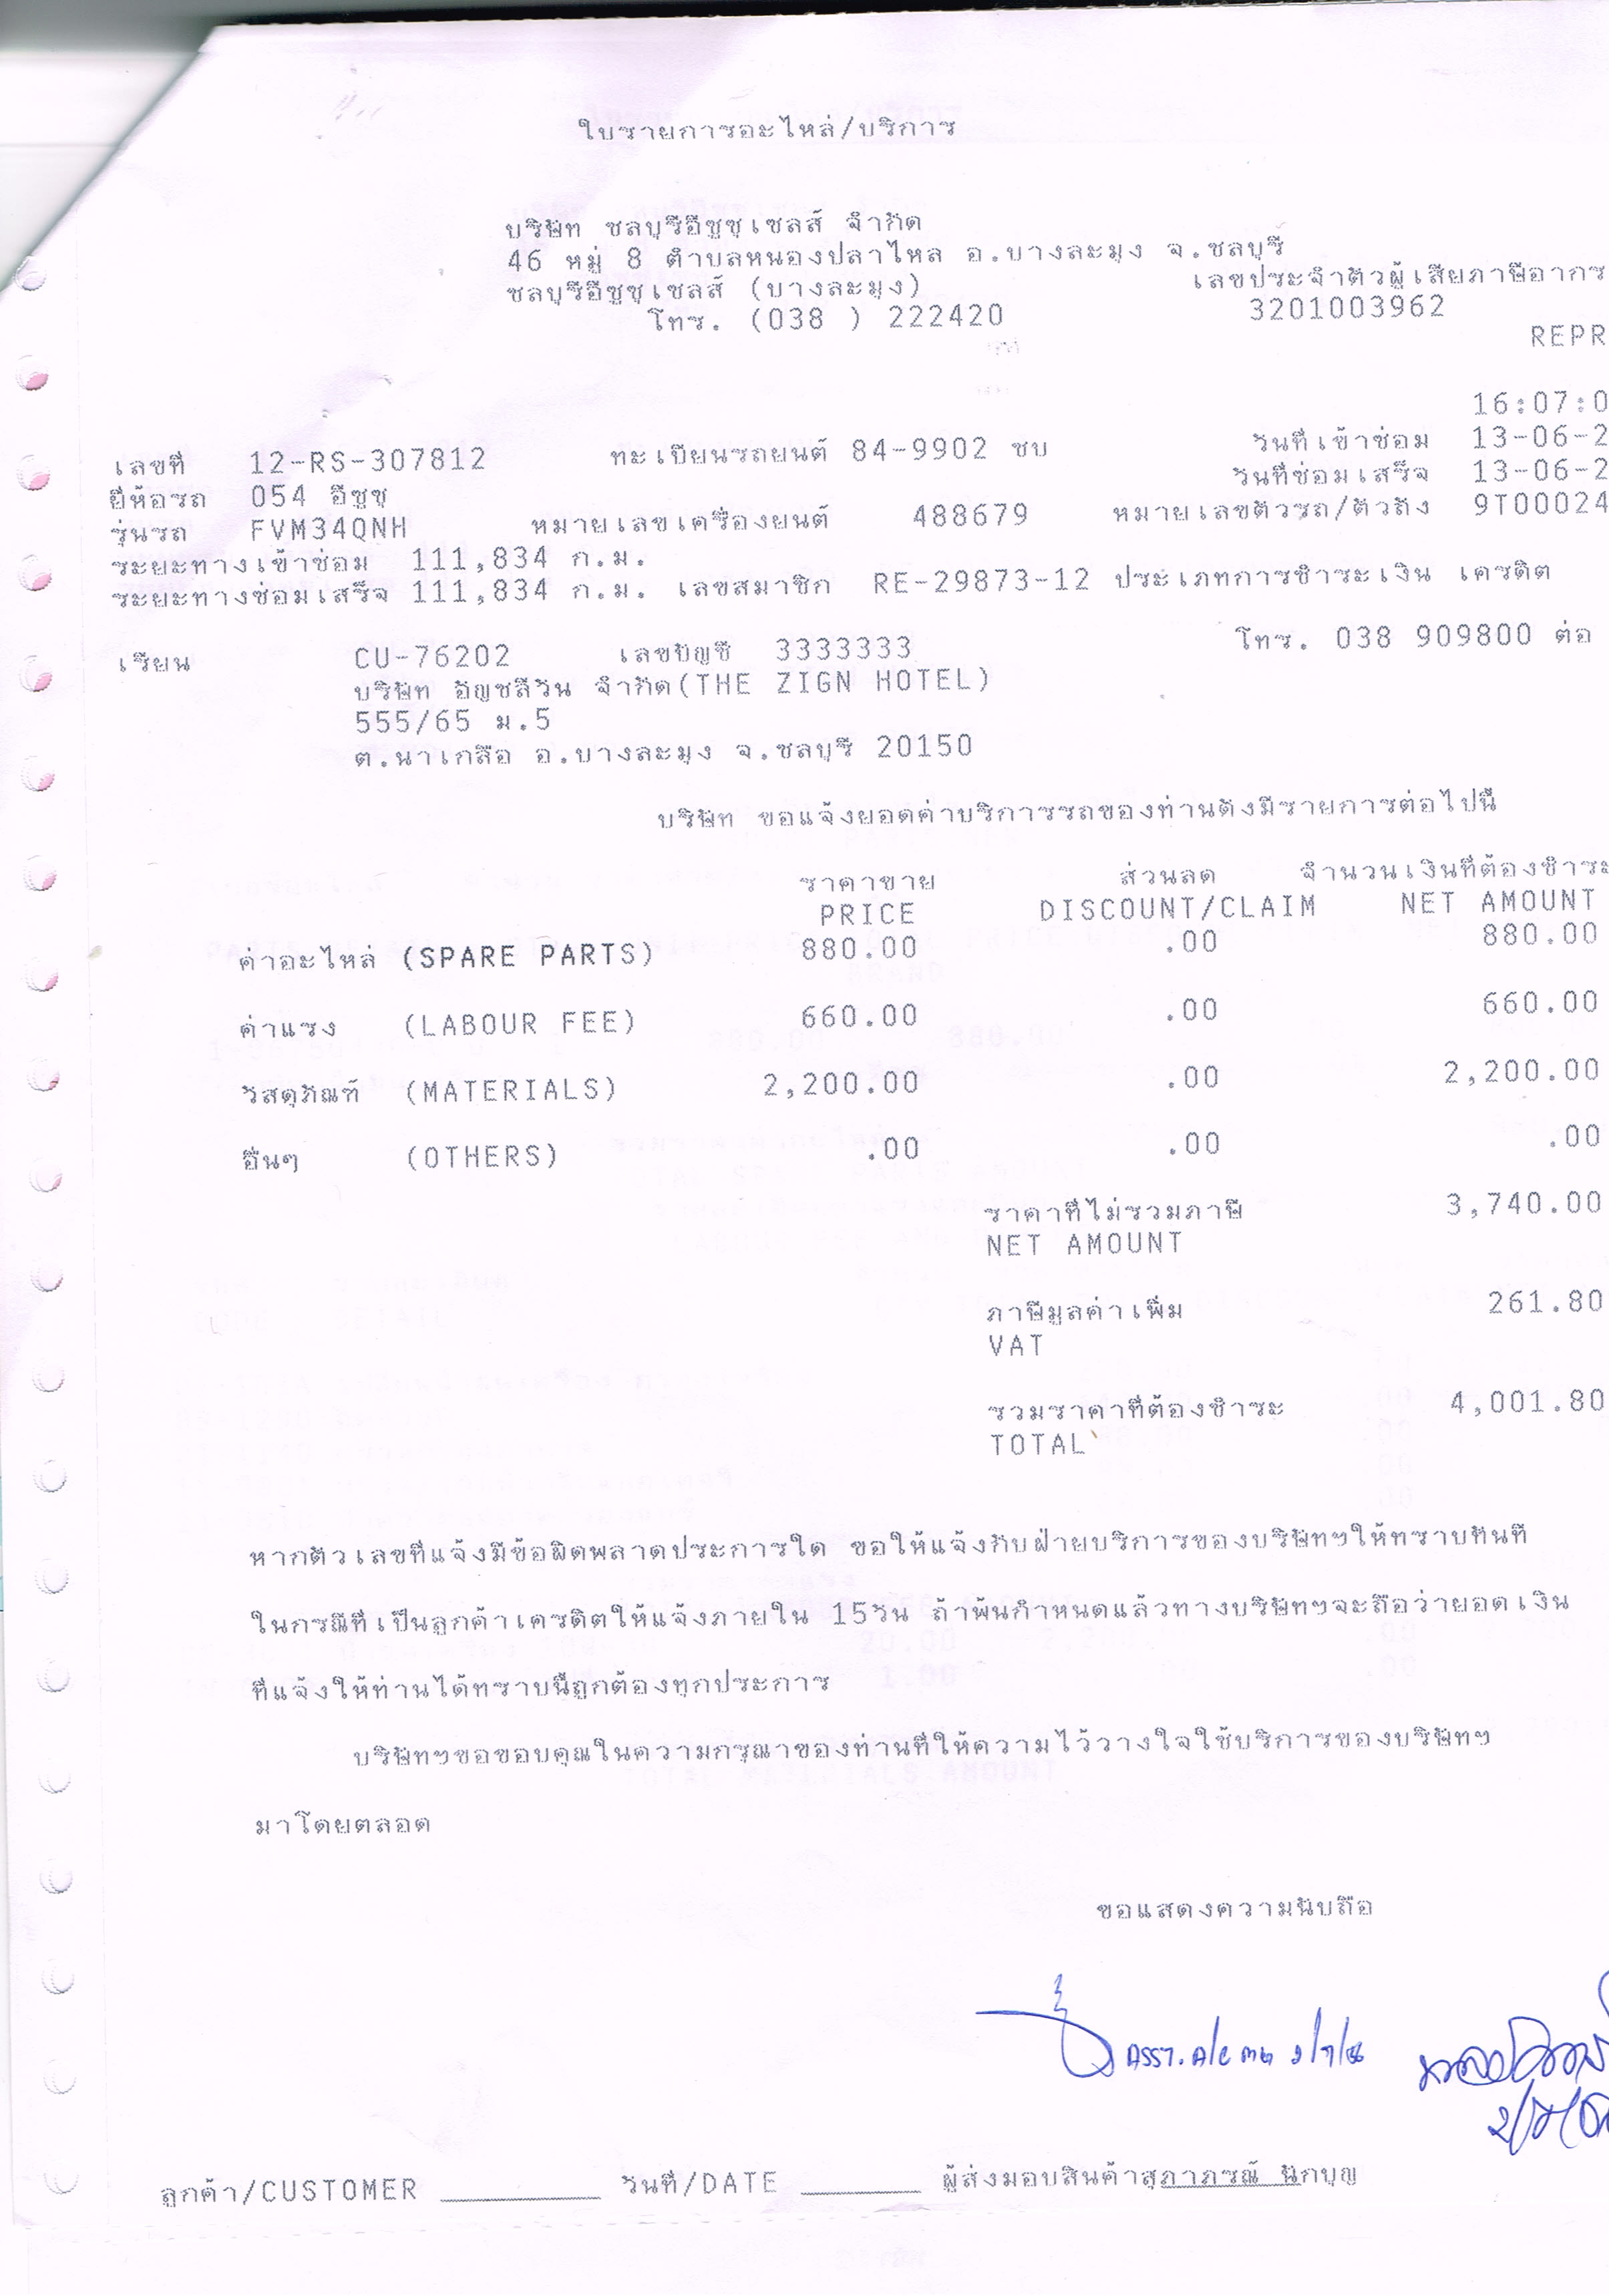 ใบรายการอะไหล่/บริการ
บริษัท ชลบุรีอีซูซุเซลส์ จำกัด
46 หมู่ 8 ตำบลหนองปลาไหล อ.บางละมุง จ.ชลบุรี
ชลบุรีอีซูซุเซลส์ (บางละมุง) เลขประจำตัวผู้เสียภาษีอากร
โทร. (038 ) 222420 3201003962
REPR
16:07:0
เลขที่ 12-RS-307812 ทะเบียนรถยนต์ 84-9902 ชบ วันที่เข้าซ่อม 13-06-2
ยี่ห้อรถ 054 อีซูซุ วันที่ซ่อมเสร็จ 13-06-2
รุ่นรถ FVM34QNH หมายเลขเครื่องยนต์ 488679 หมายเลขตัวรถ/ตัวถัง 9T00024
ระยะทางเข้าซ่อม 111,834 ก.ม.
ระยะทางซ่อมเสร็จ 111,834 ก.ม. เลขสมาชิก RE-29873-12 ประเภทการชำระเงิน เครดิต
เรียน CU-76202 เลขบัญชี 3333333 โทร. 038 909800 ต่อ
บริษัท อัญชลีวัน จำกัด(THE ZIGN HOTEL)
555/65 ม.5
ต.นาเกลือ อ.บางละมุง จ.ชลบุรี 20150
บริษัท ขอแจ้งยอดค่าบริการรถของท่านดังมีรายการต่อไปนี้
ราคาขาย ส่วนลด จำนวนเงินที่ต้องชำระ
PRICE DISCOUNT/CLAIM NET AMOUNT
ค่าอะไหล่ (SPARE PARTS) 880.00 .00 880.00
ค่าแรง (LABOUR FEE) 660.00 .00 660.00
วัสดุภัณฑ์ (MATERIALS) 2,200.00 .00 2,200.00
อื่นๆ (OTHERS) .00 .00 .00
ราคาที่ไม่รวมภาษี 3,740.00
NET AMOUNT
ภาษีมูลค่าเพิ่ม 261.80
VAT
รวมราคาที่ต้องชำระ 4,001.80
TOTAL
หากตัวเลขที่แจ้งมีข้อผิดพลาดประการใด ขอให้แจ้งกับฝ่ายบริการของบริษัทฯให้ทราบทันที
ในกรณีที่เป็นลูกค้าเครดิตให้แจ้งภายใน 15วัน ถ้าพ้นกำหนดแล้วทางบริษัทฯจะถือว่ายอดเงิน
ที่แจ้งให้ท่านได้ทราบนี้ถูกต้องทุกประการ
บริษัทฯขอขอบคุณในความกรุณาของท่านที่ให้ความไว้วางใจใช้บริการของบริษัทฯ
มาโดยตลอด
ขอแสดงความนับถือ
ลูกค้า/CUSTOMER วันที่/DATE ผู้ส่งมอบสินค้าสุภาภรณ์ นักบุญ